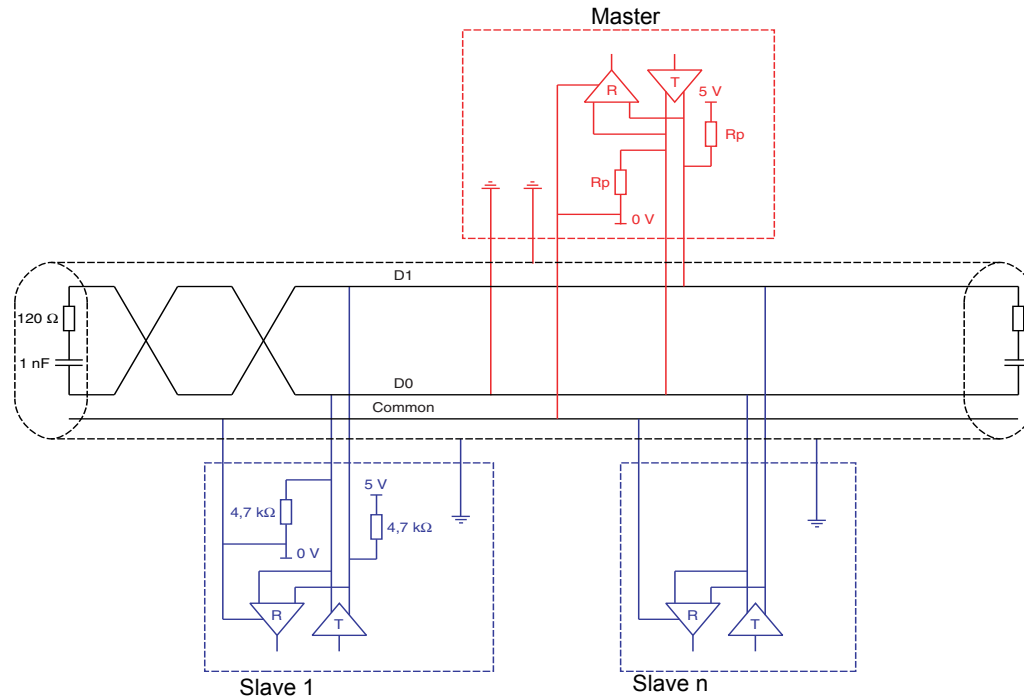 Master
R
T
5 V
Rp
Rp
0 V
D1
120 Ω
1 nF
D0
Common
5 V
4,7 kΩ
4,7 kΩ
0 V
R
T
R
T
Slave 1
Slave n